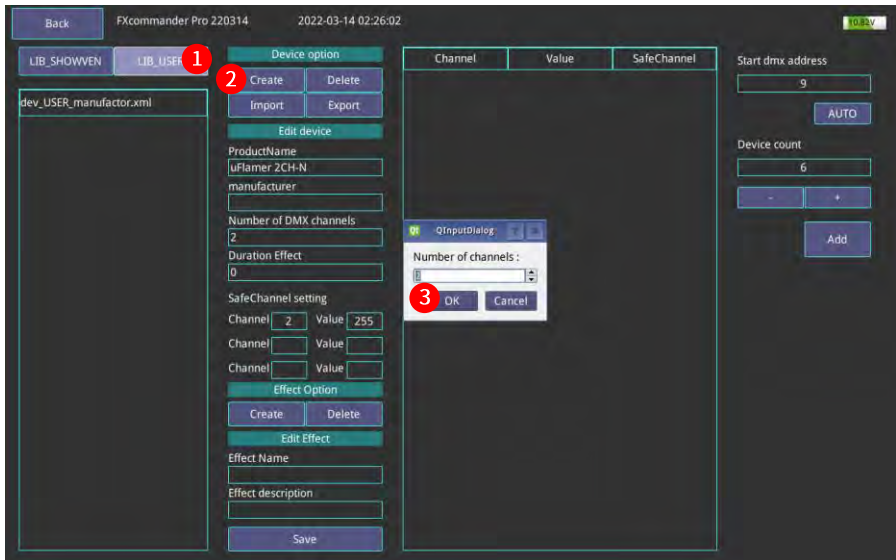 Back
FXcommander Pro 220314
2022-03-14 02:26:02
10.82V
LIB_SHOWVEN
LIB_USER
1
dev_USER_manufactor.xml
Device option
2
Create
Delete
Import
Export
Edit device
ProductName
uFlamer 2CH-N
manufacturer
Number of DMX channels
2
Duration Effect
0
SafeChannel setting
Channel 2 Value 255
Channel Value
Channel Value
Effect Option
Create
Delete
Edit Effect
Effect Name
Effect description
Save
Channel
Value
SafeChannel
QInputDialog
Number of channels :
3
OK
Cancel
Start dmx address
9
AUTO
Device count
6
-
+
Add